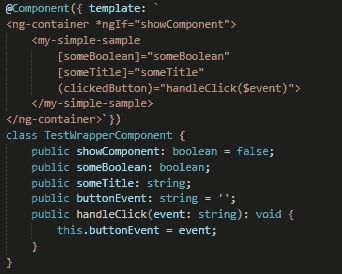 @Component({ template: `
<ng-container *ngIf="showComponent">
    <my-simple-sample
        [someBoolean]="someBoolean"
        [someTitle]="someTitle"
        (clickedButton)="handleClick($event)">
    </my-simple-sample>
</ng-container>`})
class TestWrapperComponent {
    public showComponent: boolean = false;
    public someBoolean: boolean;
    public someTitle: string;
    public buttonEvent: string = '';
    public handleClick(event: string): void {
        this.buttonEvent = event;
    }
}